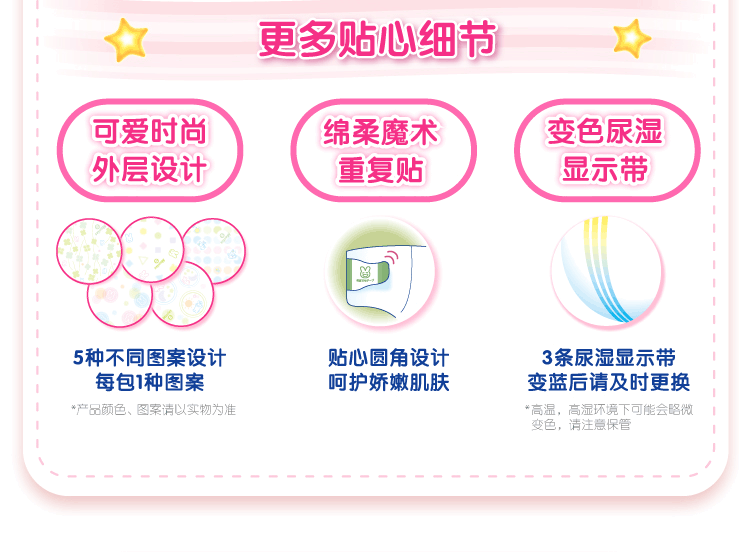 更多贴心细节
可爱时尚
外层设计
绵柔魔术
重复贴
变色尿湿
显示带
5种不同图案设计
每包1种图案
*产品颜色、图案请以实物为准
贴心圆角设计
呵护娇嫩肌肤
3条尿湿显示带
变蓝后请及时更换
*高温，高湿环境下可能会略微
变色，请注意保管